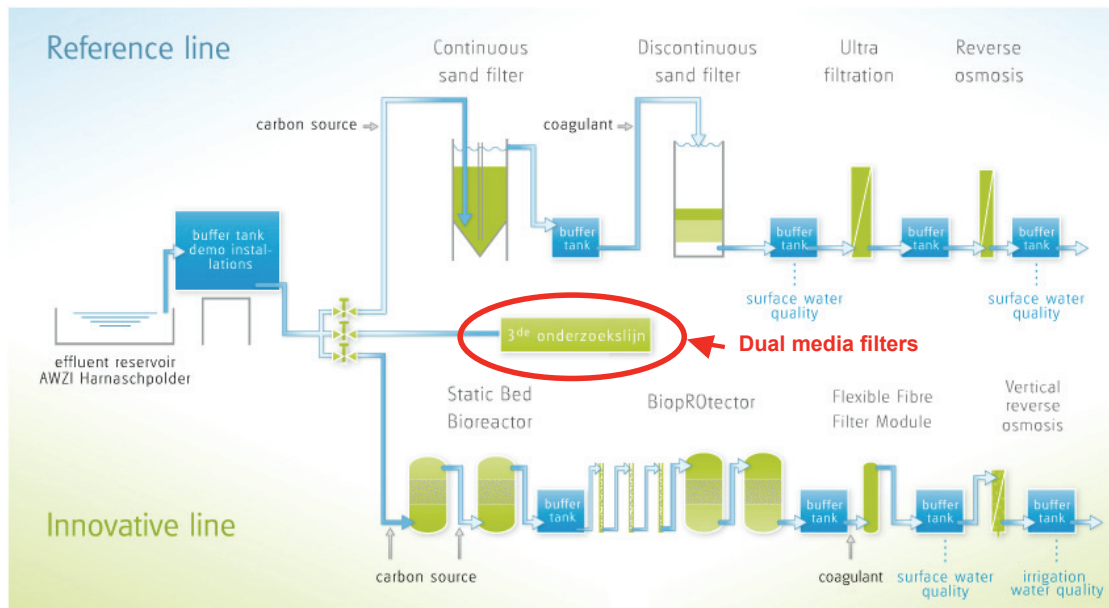 Reference line
Continuous
sand filter
Discontinuous
sand filter
Ultra
filtration
Reverse
osmosis
carbon source
coagulant
buffer tank
demo instal-
lations
buffer
tank
buffer
tank
buffer
tank
buffer
tank
surface water
quality
surface water
quality
effluent reservoir
AWZI Harnaschpolder
3de onderzoekslijn
Dual media filters
Static Bed
Bioreactor
BiopROtector
Flexible Fibre
Filter Module
Vertical
reverse
osmosis
buffer
tank
buffer
tank
buffer
tank
buffer
tank
Innovative line
carbon source
coagulant
surface water
quality
irrigation
water quality